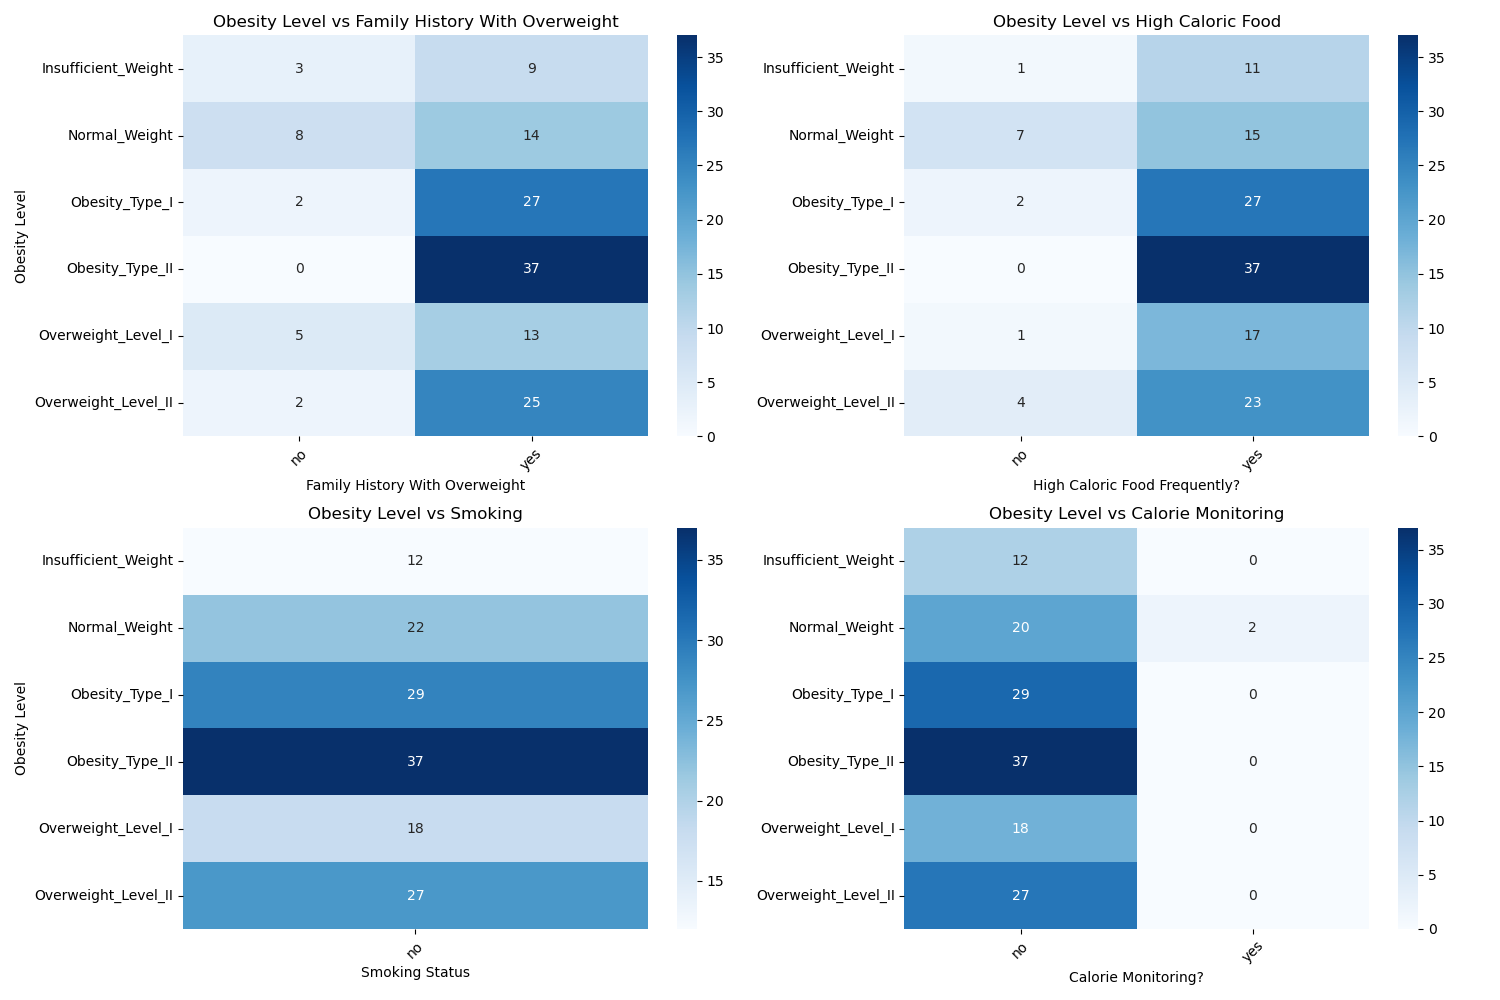 Obesity Level vs Family History With Overweight
Obesity Level
Insufficient_Weight 3 9
Normal_Weight 8 14
Obesity_Type_I 2 27
Obesity_Type_II 0 37
Overweight_Level_I 5 13
Overweight_Level_II 2 25
no yes
Family History With Overweight
35
30
25
20
15
10
5
0
Obesity Level vs High Caloric Food
Insufficient_Weight 1 11
Normal_Weight 7 15
Obesity_Type_I 2 27
Obesity_Type_II 0 37
Overweight_Level_I 1 17
Overweight_Level_II 4 23
no yes
High Caloric Food Frequently?
35
30
25
20
15
10
5
0
Obesity Level vs Smoking
Obesity Level
Insufficient_Weight 12
Normal_Weight 22
Obesity_Type_I 29
Obesity_Type_II 37
Overweight_Level_I 18
Overweight_Level_II 27
no
Smoking Status
35
30
25
20
15
Obesity Level vs Calorie Monitoring
Insufficient_Weight 12 0
Normal_Weight 20 2
Obesity_Type_I 29 0
Obesity_Type_II 37 0
Overweight_Level_I 18 0
Overweight_Level_II 27 0
no yes
Calorie Monitoring?
35
30
25
20
15
10
5
0